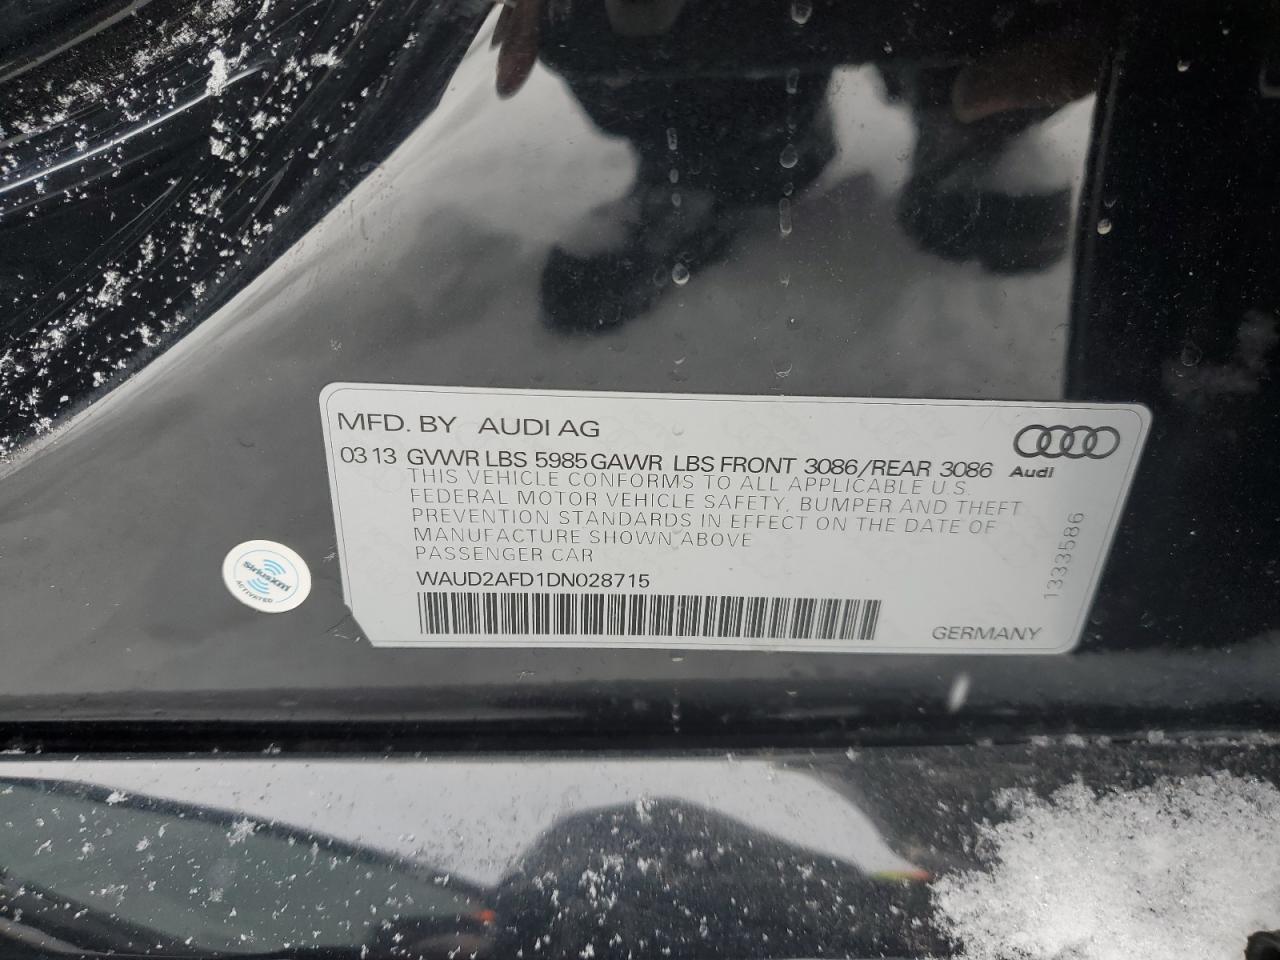 MFD. BY AUDI AG
03 13 GVWR LBS 5985 GAWR LBS FRONT 3086/REAR 3086
Audi
THIS VEHICLE CONFORMS TO ALL APPLICABLE U.S.
FEDERAL MOTOR VEHICLE SAFETY, BUMPER AND THEFT
PREVENTION STANDARDS IN EFFECT ON THE DATE OF
MANUFACTURE SHOWN ABOVE
PASSENGER CAR
WAUD2AFD1DN028715
GERMANY
1333586
siriusxm
ACTIVATED